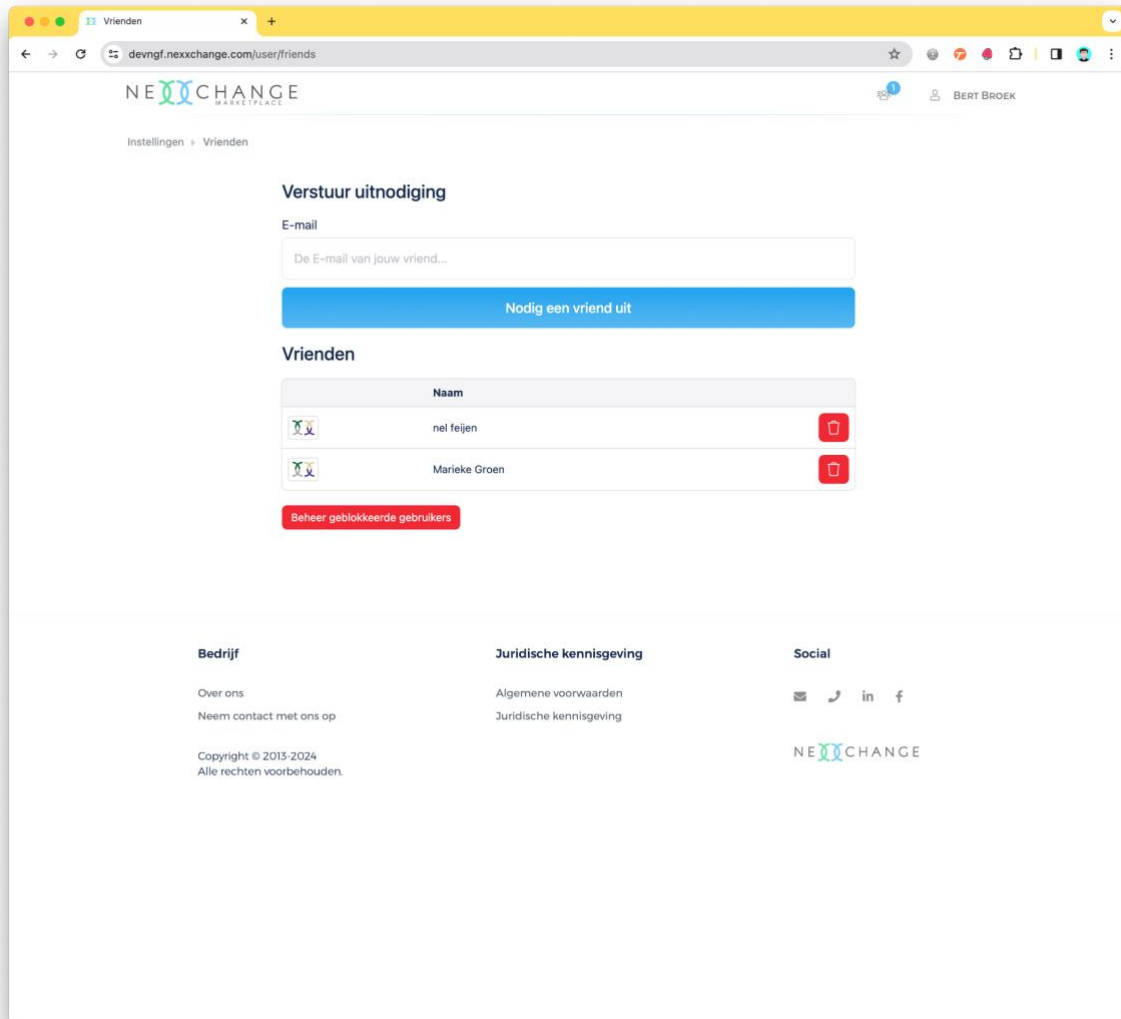 Vrienden
devngf.nexxchange.com/user/friends
NEXXCHANGE
MARKETPLACE
1
BERT BROEK
Instellingen › Vrienden
Verstuur uitnodiging
E-mail
De E-mail van jouw vriend...
Nodig een vriend uit
Vrienden
Naam
nel feijen
Marieke Groen
Beheer geblokkeerde gebruikers
Bedrijf
Over ons
Neem contact met ons op
Copyright © 2013-2024
Alle rechten voorbehouden.
Juridische kennisgeving
Algemene voorwaarden
Juridische kennisgeving
Social
NEXXCHANGE